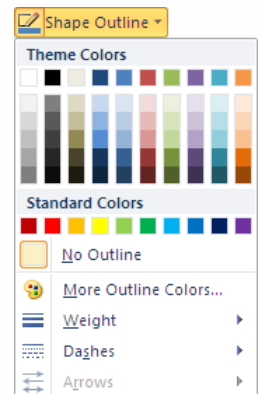 Shape Outline
Theme Colors
Standard Colors
No Outline
More Outline Colors...
Weight
Dashes
Arrows